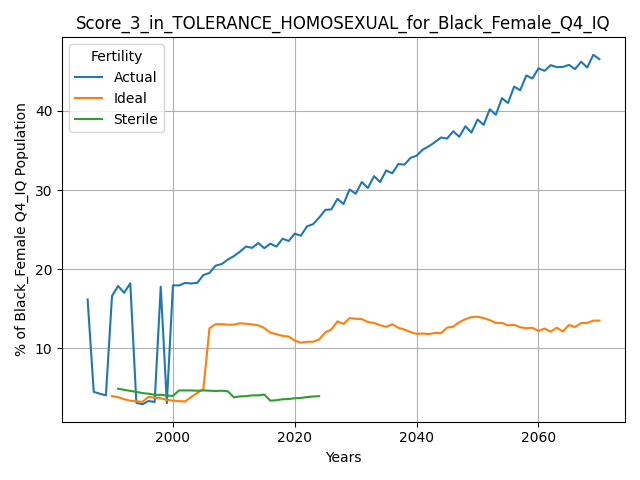 Score_3_in_TOLERANCE_HOMOSEXUAL_for_Black_Female_Q4_IQ
Fertility
Actual
Ideal
Sterile
% of Black_Female Q4_IQ Population
40
30
20
10
2000
2020
2040
2060
Years